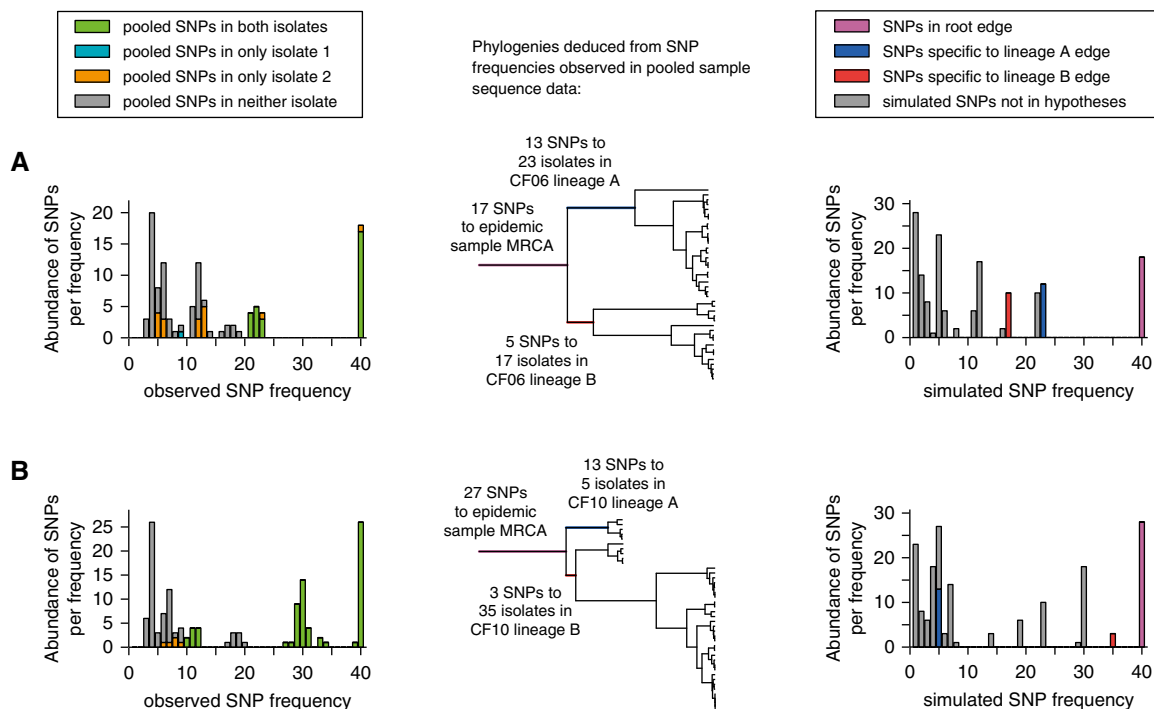 pooled SNPs in both isolates
pooled SNPs in only isolate 1
pooled SNPs in only isolate 2
pooled SNPs in neither isolate
Phylogenies deduced from SNP
frequencies observed in pooled sample
sequence data:
SNPs in root edge
SNPs specific to lineage A edge
SNPs specific to lineage B edge
simulated SNPs not in hypotheses
A
Abundance of SNPs
per frequency
20
15
10
5
0
0 10 20 30 40
observed SNP frequency
13 SNPs to
23 isolates in
CF06 lineage A
17 SNPs
to epidemic
sample MRCA
5 SNPs to
17 isolates in
CF06 lineage B
Abundance of SNPs
per frequency
30
20
10
0
0 10 20 30 40
simulated SNP frequency
B
Abundance of SNPs
per frequency
25
20
15
10
5
0
0 10 20 30 40
observed SNP frequency
13 SNPs to
5 isolates in
CF10 lineage A
27 SNPs
to epidemic
sample MRCA
3 SNPs to
35 isolates in
CF10 lineage B
Abundance of SNPs
per frequency
30
20
10
0
0 10 20 30 40
simulated SNP frequency